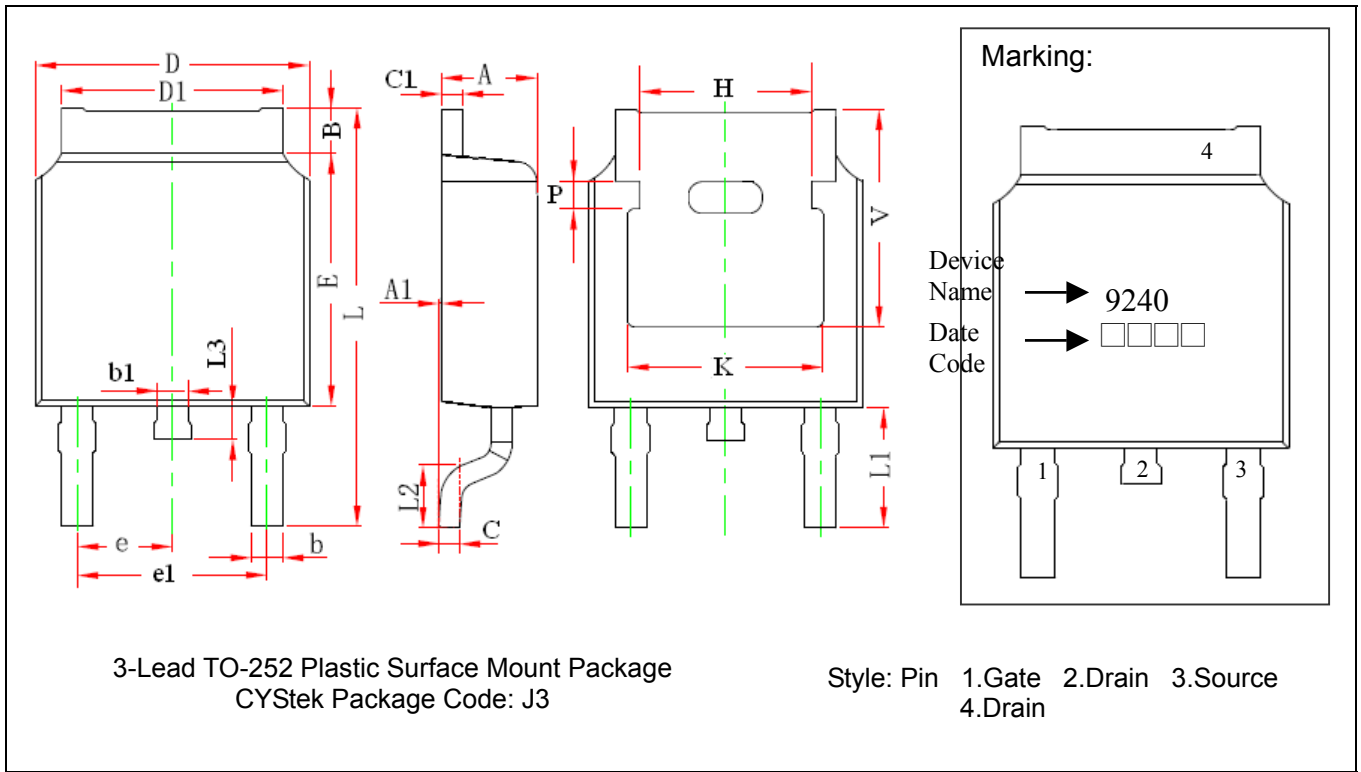 D
D1
B
E
L
L3
b1
e
e1
b
C1
A
A1
L2
C
H
P
V
K
L1
Marking:
4
Device
Name
9240
Date
Code
□□□□
1
2
3
3-Lead TO-252 Plastic Surface Mount Package
CYStek Package Code: J3
Style: Pin 1.Gate 2.Drain 3.Source
4.Drain